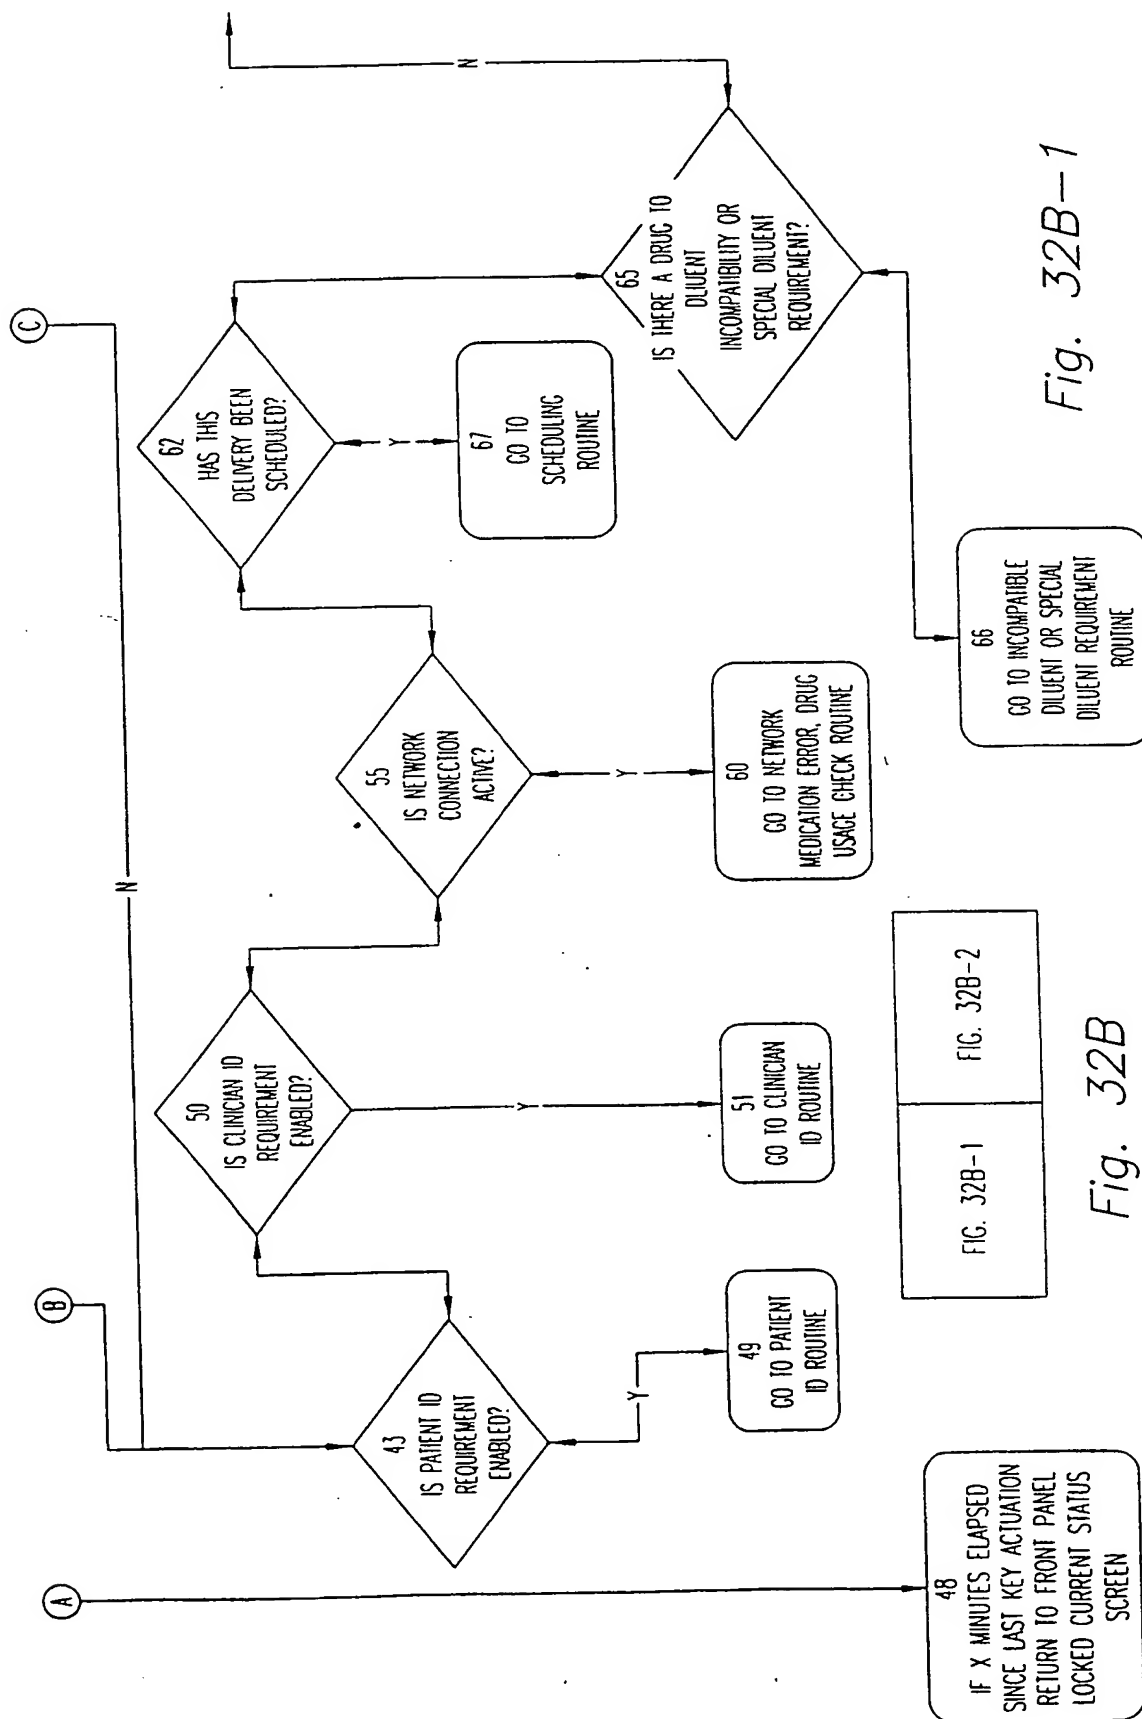 A
48
IF X MINUTES ELAPSED
SINCE LAST KEY ACTUATION
RETURN TO FRONT PANEL
LOCKED CURRENT STATUS
SCREEN
B
C
N
43
IS PATIENT ID
REQUIREMENT
ENABLED?
Y
49
GO TO PATIENT
ID ROUTINE
50
IS CLINICIAN ID
REQUIREMENT
ENABLED?
Y
51
GO TO CLINICIAN
ID ROUTINE
55
IS NETWORK
CONNECTION
ACTIVE?
Y
60
GO TO NETWORK
MEDICATION ERROR, DRUG
USAGE CHECK ROUTINE
62
HAS THIS
DELIVERY BEEN
SCHEDULED?
Y
67
GO TO
SCHEDULING
ROUTINE
65
IS THERE A DRUG TO
DLIUENT
INCOMPATIBILITY OR
SPECIAL DILUENT
REQUIREMENT?
N
66
GO TO INCOMPATIBLE
DILUENT OR SPECIAL
DILUENT REQUIREMENT
ROUTINE
FIG. 32B-1
FIG. 32B-2
Fig. 32B
Fig. 32B-1